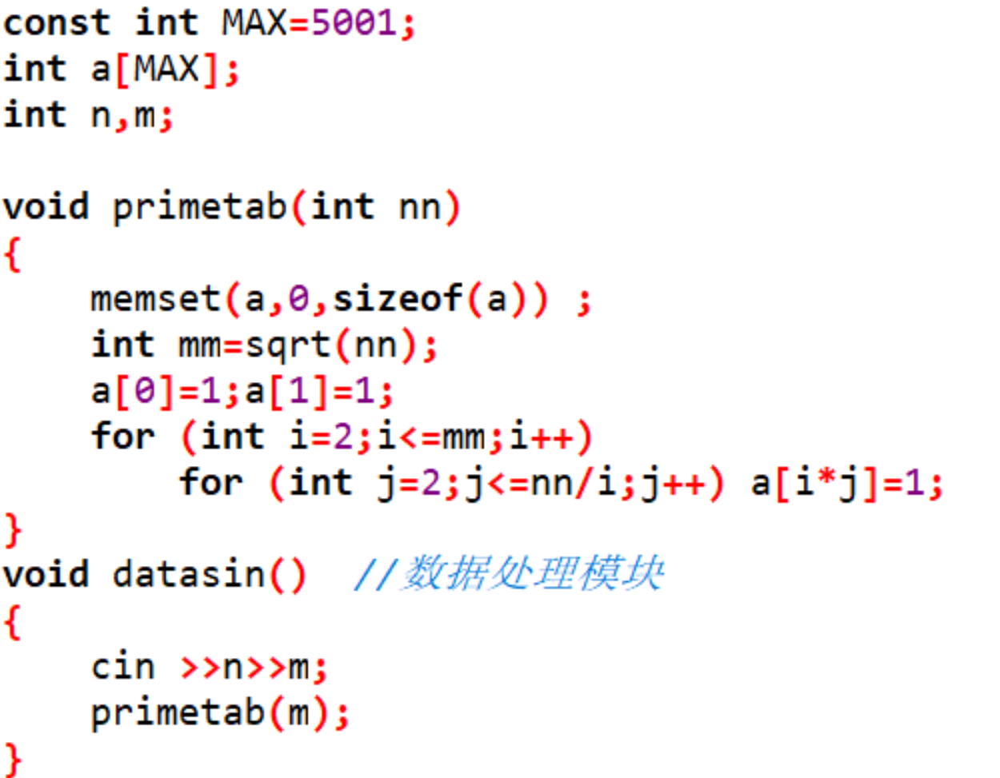 const int MAX=5001;
int a[MAX];
int n,m;
void primetab(int nn)
{
memset(a,0,sizeof(a)) ;
int mm=sqrt(nn);
a[0]=1;a[1]=1;
for (int i=2;i<=mm;i++)
for (int j=2;j<=nn/i;j++) a[i*j]=1;
}
void datasin() //数据处理模块
{
cin >>n>>m;
primetab(m);
}